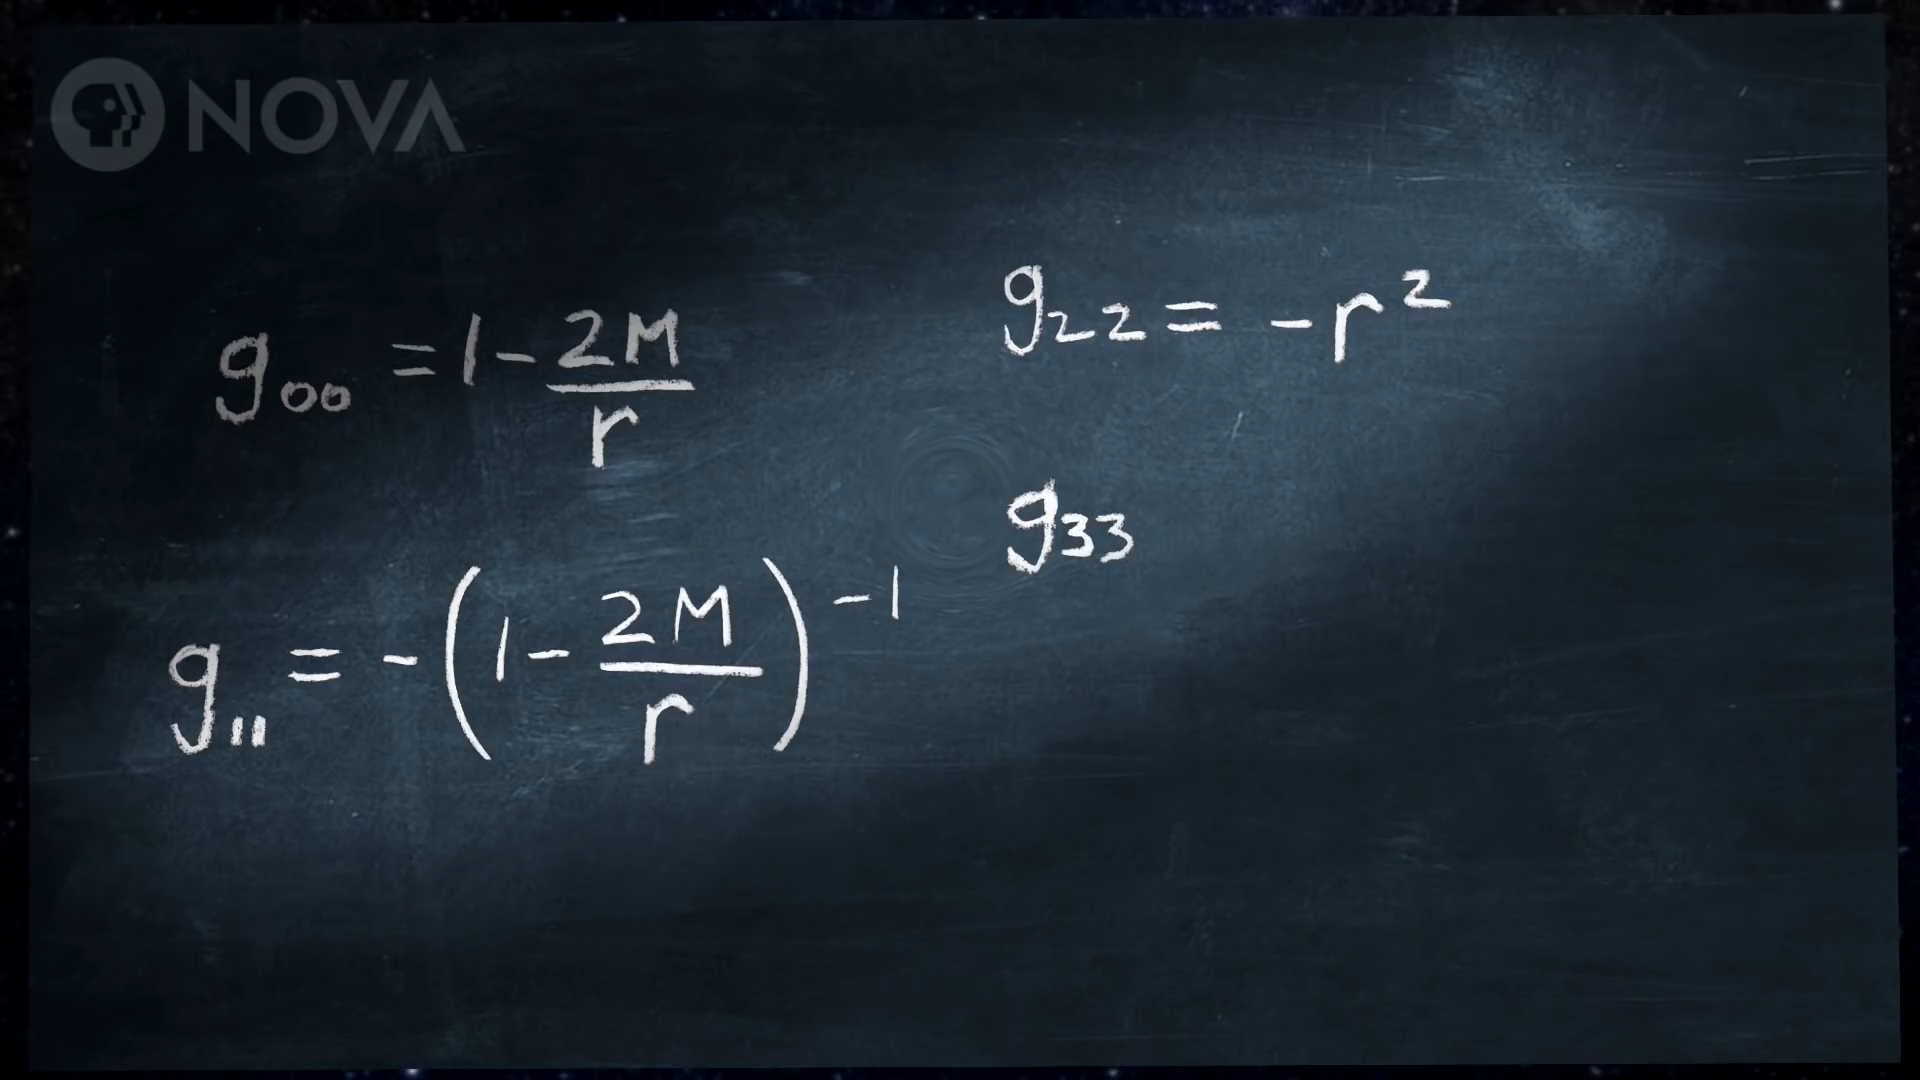 NOVA
g₀₀ = 1 - 2M/r
g₁₁ = -(1 - 2M/r)⁻¹
g₂₂ = -r²
g₃₃